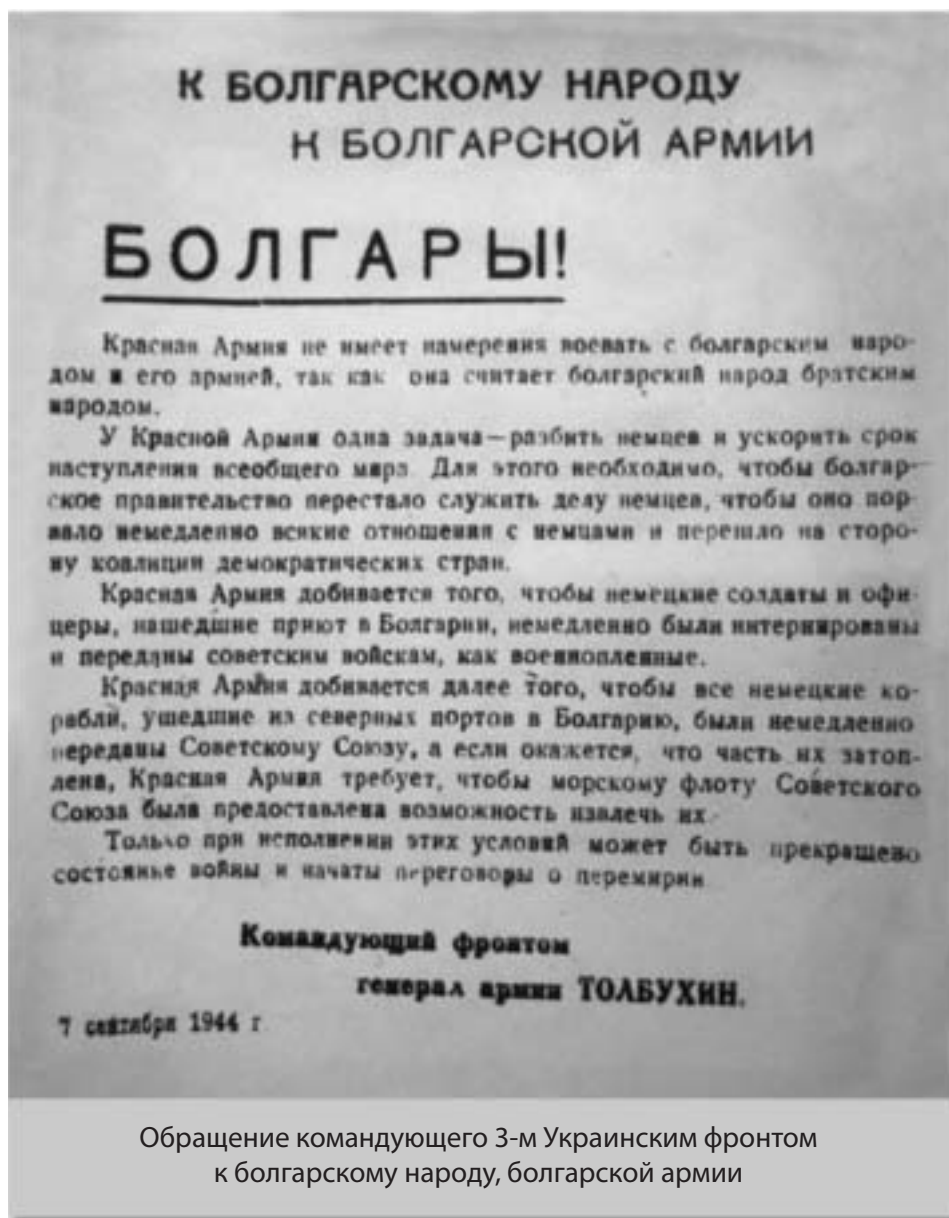 К БОЛГАРСКОМУ НАРОДУ
К БОЛГАРСКОЙ АРМИИ
БОЛГАРЫ!
Красная Армия не имеет намерения воевать с болгарским наро-
дом и его армией, так как она считает болгарский народ братским
народом.
У Красной Армии одна задача—разбить немцев и ускорить срок
наступления всеобщего мира. Для этого необходимо, чтобы болгар-
ское правительство перестало служить делу немцев, чтобы оно пор-
вало немедленно всякие отношения с немцами и перешло на сторо-
ну коалиции демократических стран.
Красная Армия добивается того, чтобы немецкие солдаты и офи-
церы, нашедшие приют в Болгарии, немедленно были интернированы
и переданы советским войскам, как военнопленные.
Красная Армия добивается далее того, чтобы все немецкие ко-
рабли, ушедшие из северных портов в Болгарию, были немедленно
переданы Советскому Союзу, а если окажется, что часть их затоп-
лена, Красная Армия требует, чтобы морскому флоту Советского
Союза была предоставлена возможность извлечь их.
Только при исполнении этих условий может быть прекращено
состоянье войны и начаты переговоры о перемирии
Командующий фронтом
генерал армии ТОЛБУХИН.
7 сентября 1944 г
Обращение командующего 3-м Украинским фронтом
к болгарскому народу, болгарской армии